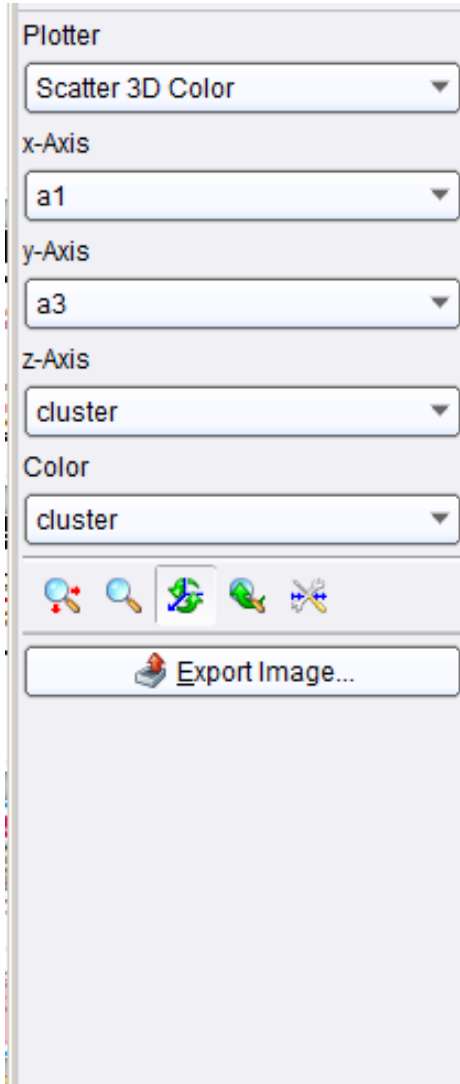 Plotter
Scatter 3D Color
x-Axis
a1
y-Axis
a3
z-Axis
cluster
Color
cluster
Export Image...